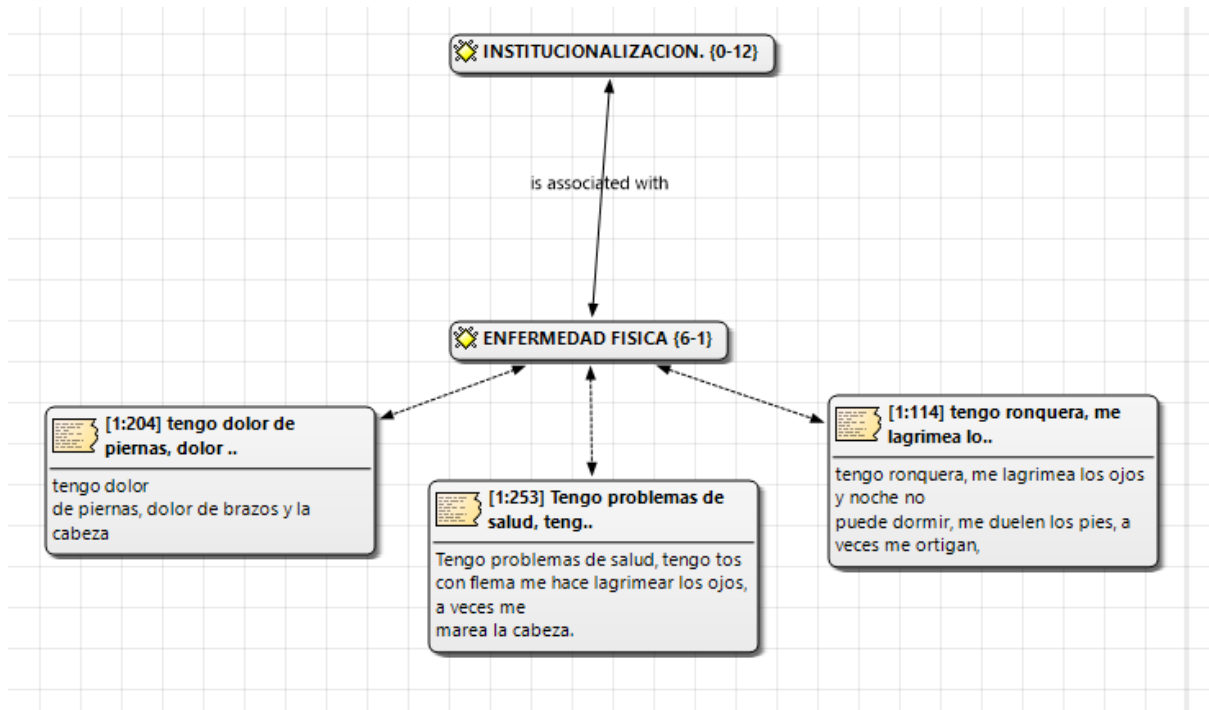 INSTITUCIONALIZACION. {0-12}
is associated with
ENFERMEDAD FISICA {6-1}
[1:204] tengo dolor de
piernas, dolor ..
tengo dolor
de piernas, dolor de brazos y la
cabeza
[1:253] Tengo problemas de
salud, teng..
Tengo problemas de salud, tengo tos
con flema me hace lagrimear los ojos,
a veces me
marea la cabeza.
[1:114] tengo ronquera, me
lagrimea lo..
tengo ronquera, me lagrimea los ojos
y noche no
puede dormir, me duelen los pies, a
veces me ortigan,